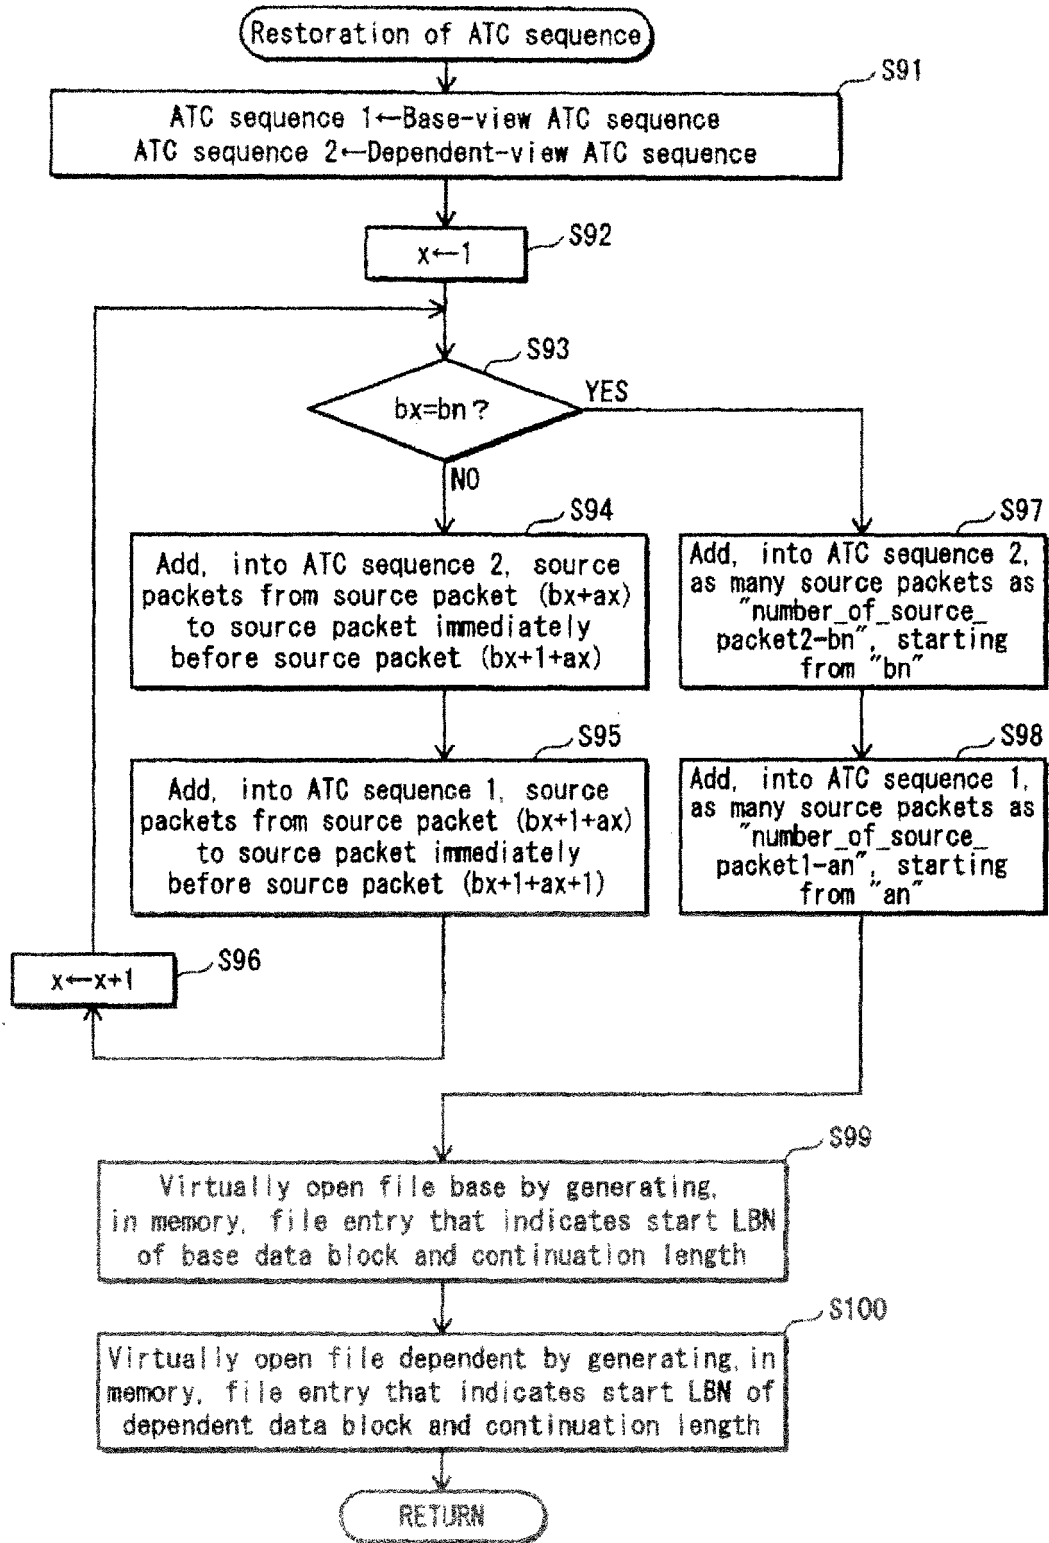 Restoration of ATC sequence
S91
ATC sequence 1←Base-view ATC sequence
ATC sequence 2←Dependent-view ATC sequence
S92
x←1
S93
bx=bn?
YES
NO
S94
Add, into ATC sequence 2, source
packets from source packet (bx+ax)
to source packet immediately
before source packet (bx+1+ax)
S97
Add, into ATC sequence 2,
as many source packets as
"number_of_source_
packet2-bn", starting
from "bn"
S95
Add, into ATC sequence 1, source
packets from source packet (bx+1+ax)
to source packet immediately
before source packet (bx+1+ax+1)
S98
Add, into ATC sequence 1,
as many source packets as
"number_of_source_
packet1-an", starting
from "an"
S96
x←x+1
S99
Virtually open file base by generating,
in memory, file entry that indicates start LBN
of base data block and continuation length
S100
Virtually open file dependent by generating, in
memory, file entry that indicates start LBN of
dependent data block and continuation length
RETURN